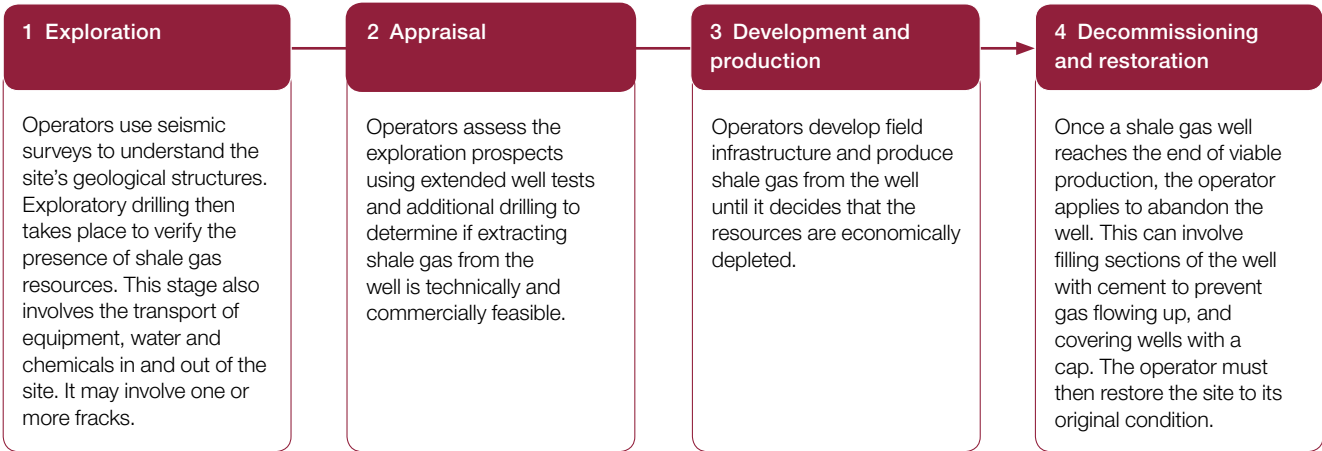 1 Exploration
Operators use seismic
surveys to understand the
site's geological structures.
Exploratory drilling then
takes place to verify the
presence of shale gas
resources. This stage also
involves the transport of
equipment, water and
chemicals in and out of the
site. It may involve one or
more fracks.
2 Appraisal
Operators assess the
exploration prospects
using extended well tests
and additional drilling to
determine if extracting
shale gas from the
well is technically and
commercially feasible.
3 Development and
production
Operators develop field
infrastructure and produce
shale gas from the well
until it decides that the
resources are economically
depleted.
4 Decommissioning
and restoration
Once a shale gas well
reaches the end of viable
production, the operator
applies to abandon the
well. This can involve
filling sections of the well
with cement to prevent
gas flowing up, and
covering wells with a
cap. The operator must
then restore the site to its
original condition.